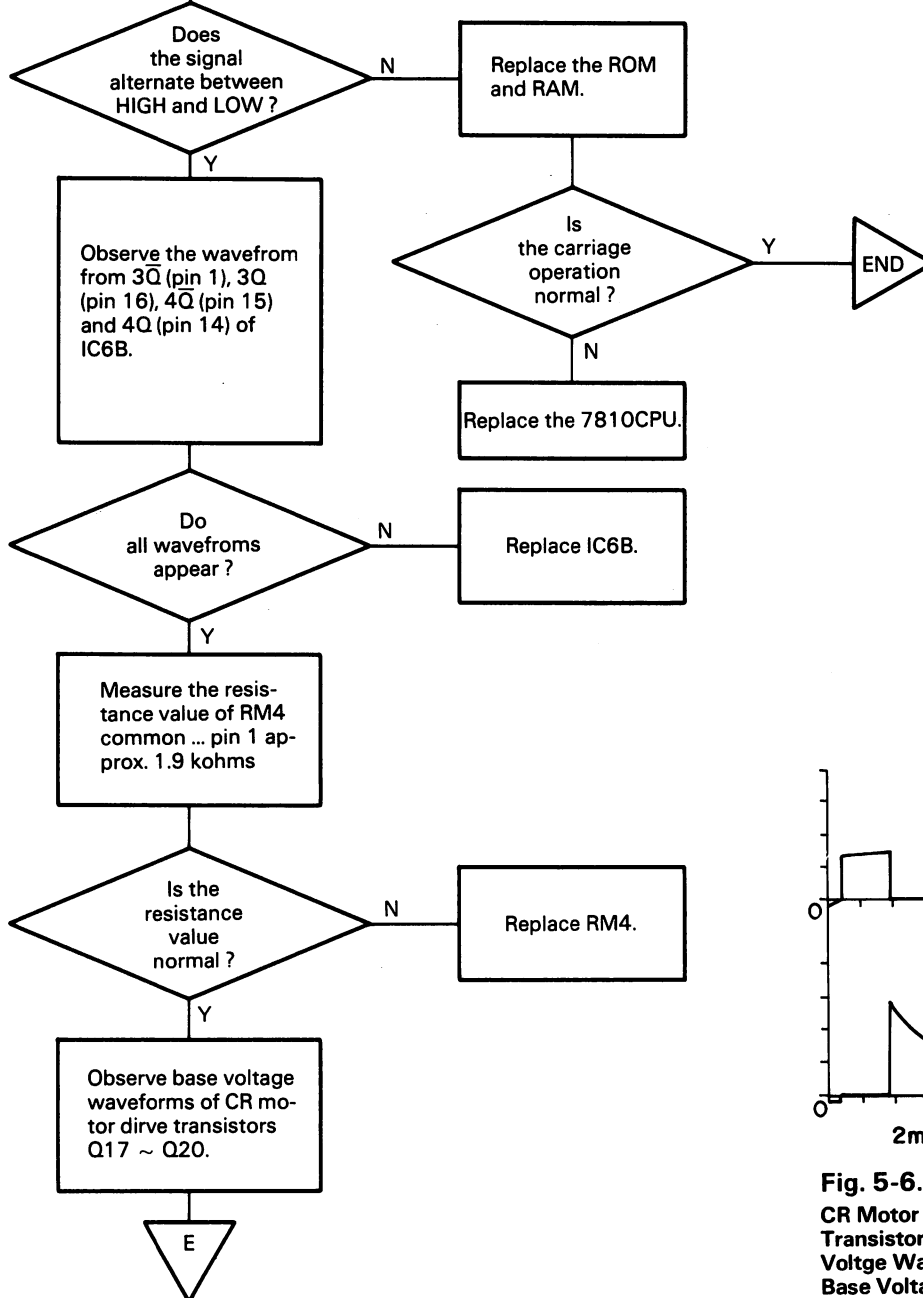 Does
the signal
alternate between
HIGH and LOW ?
N
Replace the ROM
and RAM.
Y
Observe the wavefrom
from 3Q̅ (pin 1), 3Q
(pin 16), 4Q̅ (pin 15)
and 4Q (pin 14) of
IC6B.
Is
the carriage
operation
normal ?
Y
END
N
Replace the 7810CPU.
Do
all wavefroms
appear ?
N
Replace IC6B.
Y
Measure the resis-
tance value of RM4
common ... pin 1 ap-
prox. 1.9 kohms
Is the
resistance
value
normal ?
N
Replace RM4.
Y
Observe base voltage
waveforms of CR mo-
tor dirve transistors
Q17 ~ Q20.
E
0
0
2m
Fig. 5-6.
CR Motor
Transistor
Voltge Wa
Base Volta